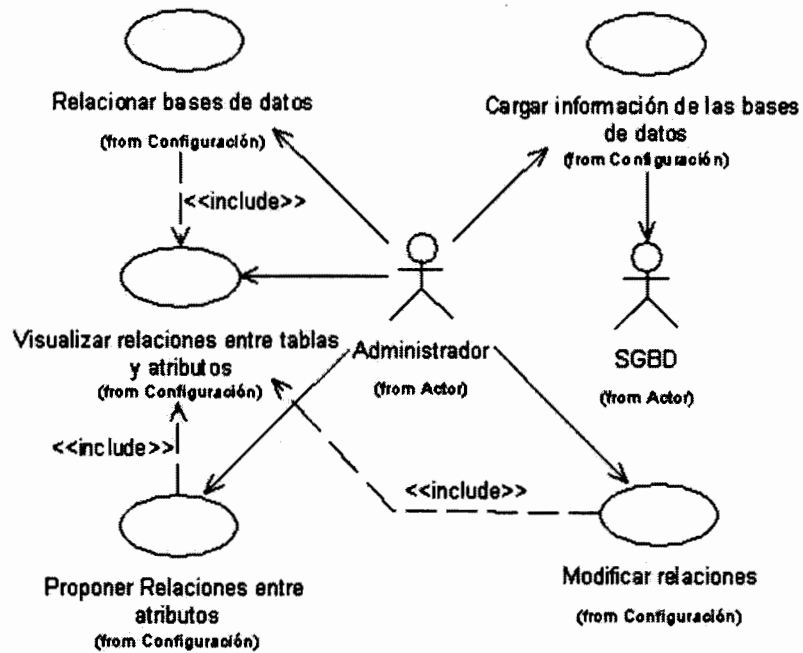 Relacionar bases de datos
(from Configuración)
Cargar información de las bases
de datos
(from Configuración)
<<include>>
Visualizar relaciones entre tablas
y atributos
(from Configuración)
Administrador
(from Actor)
SGBD
(from Actor)
<<include>>
<<include>>
Proponer Relaciones entre
atributos
(from Configuración)
Modificar relaciones
(from Configuración)